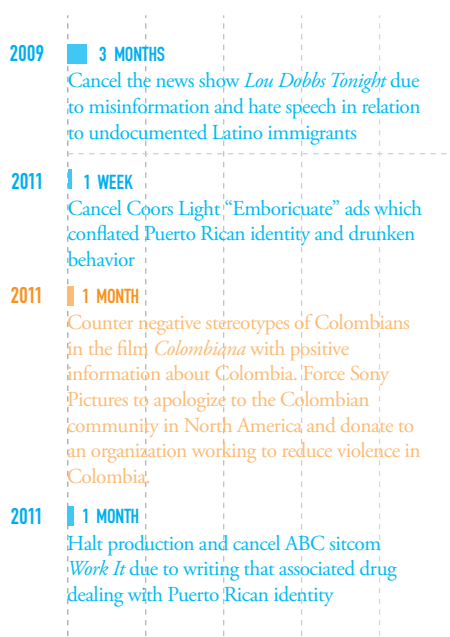 2009 3 MONTHS
Cancel the news show Lou Dobbs Tonight due
to misinformation and hate speech in relation
to undocumented Latino immigrants
2011 1 WEEK
Cancel Coors Light “Emboricuate” ads which
conflated Puerto Rican identity and drunken
behavior
2011 1 MONTH
Counter negative stereotypes of Colombians
in the film Colombiana with positive
information about Colombia. Force Sony
Pictures to apologize to the Colombian
community in North America and donate to
an organization working to reduce violence in
Colombia.
2011 1 MONTH
Halt production and cancel ABC sitcom
Work It due to writing that associated drug
dealing with Puerto Rican identity